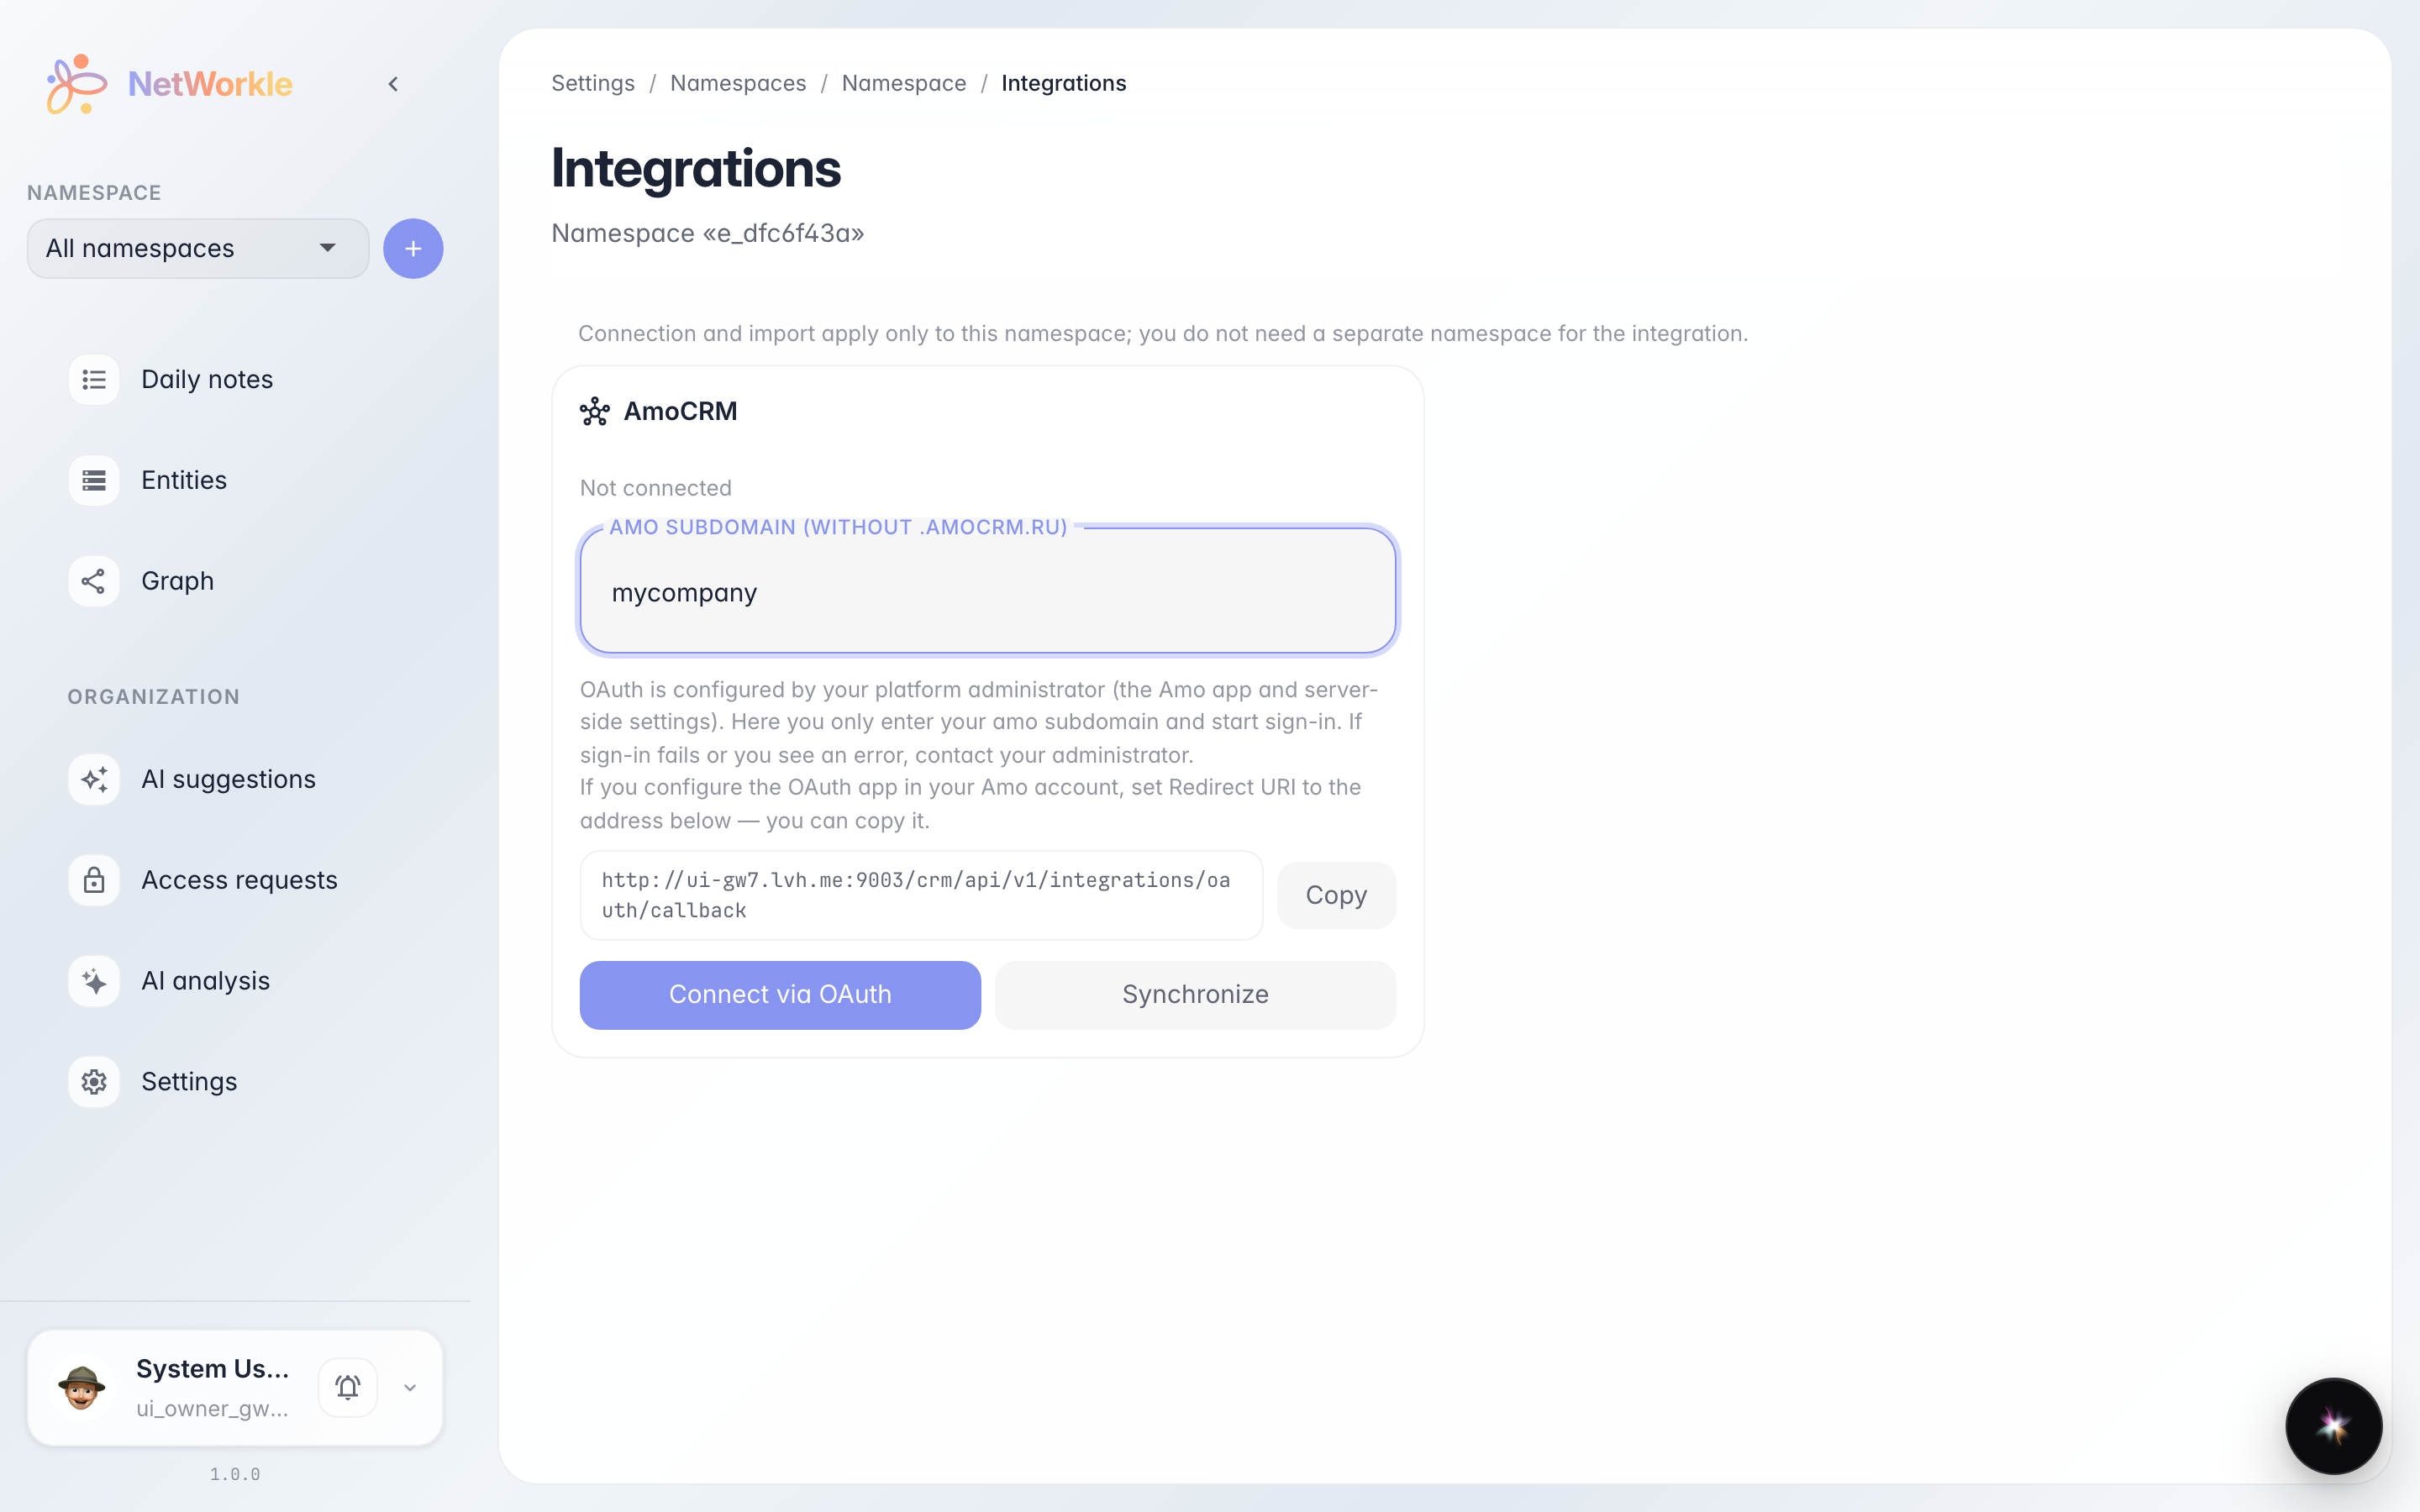 NetWorkle
NAMESPACE
All namespaces
Daily notes
Entities
Graph
ORGANIZATION
AI suggestions
Access requests
AI analysis
Settings
System Us...
ui_owner_gw...
1.0.0
Settings / Namespaces / Namespace / Integrations
Integrations
Namespace «e_dfc6f43a»
Connection and import apply only to this namespace; you do not need a separate namespace for the integration.
AmoCRM
Not connected
AMO SUBDOMAIN (WITHOUT .AMOCRM.RU)
mycompany
OAuth is configured by your platform administrator (the Amo app and server-
side settings). Here you only enter your amo subdomain and start sign-in. If
sign-in fails or you see an error, contact your administrator.
If you configure the OAuth app in your Amo account, set Redirect URI to the
address below — you can copy it.
http://ui-gw7.lvh.me:9003/crm/api/v1/integrations/oa
uth/callback
Copy
Connect via OAuth
Synchronize